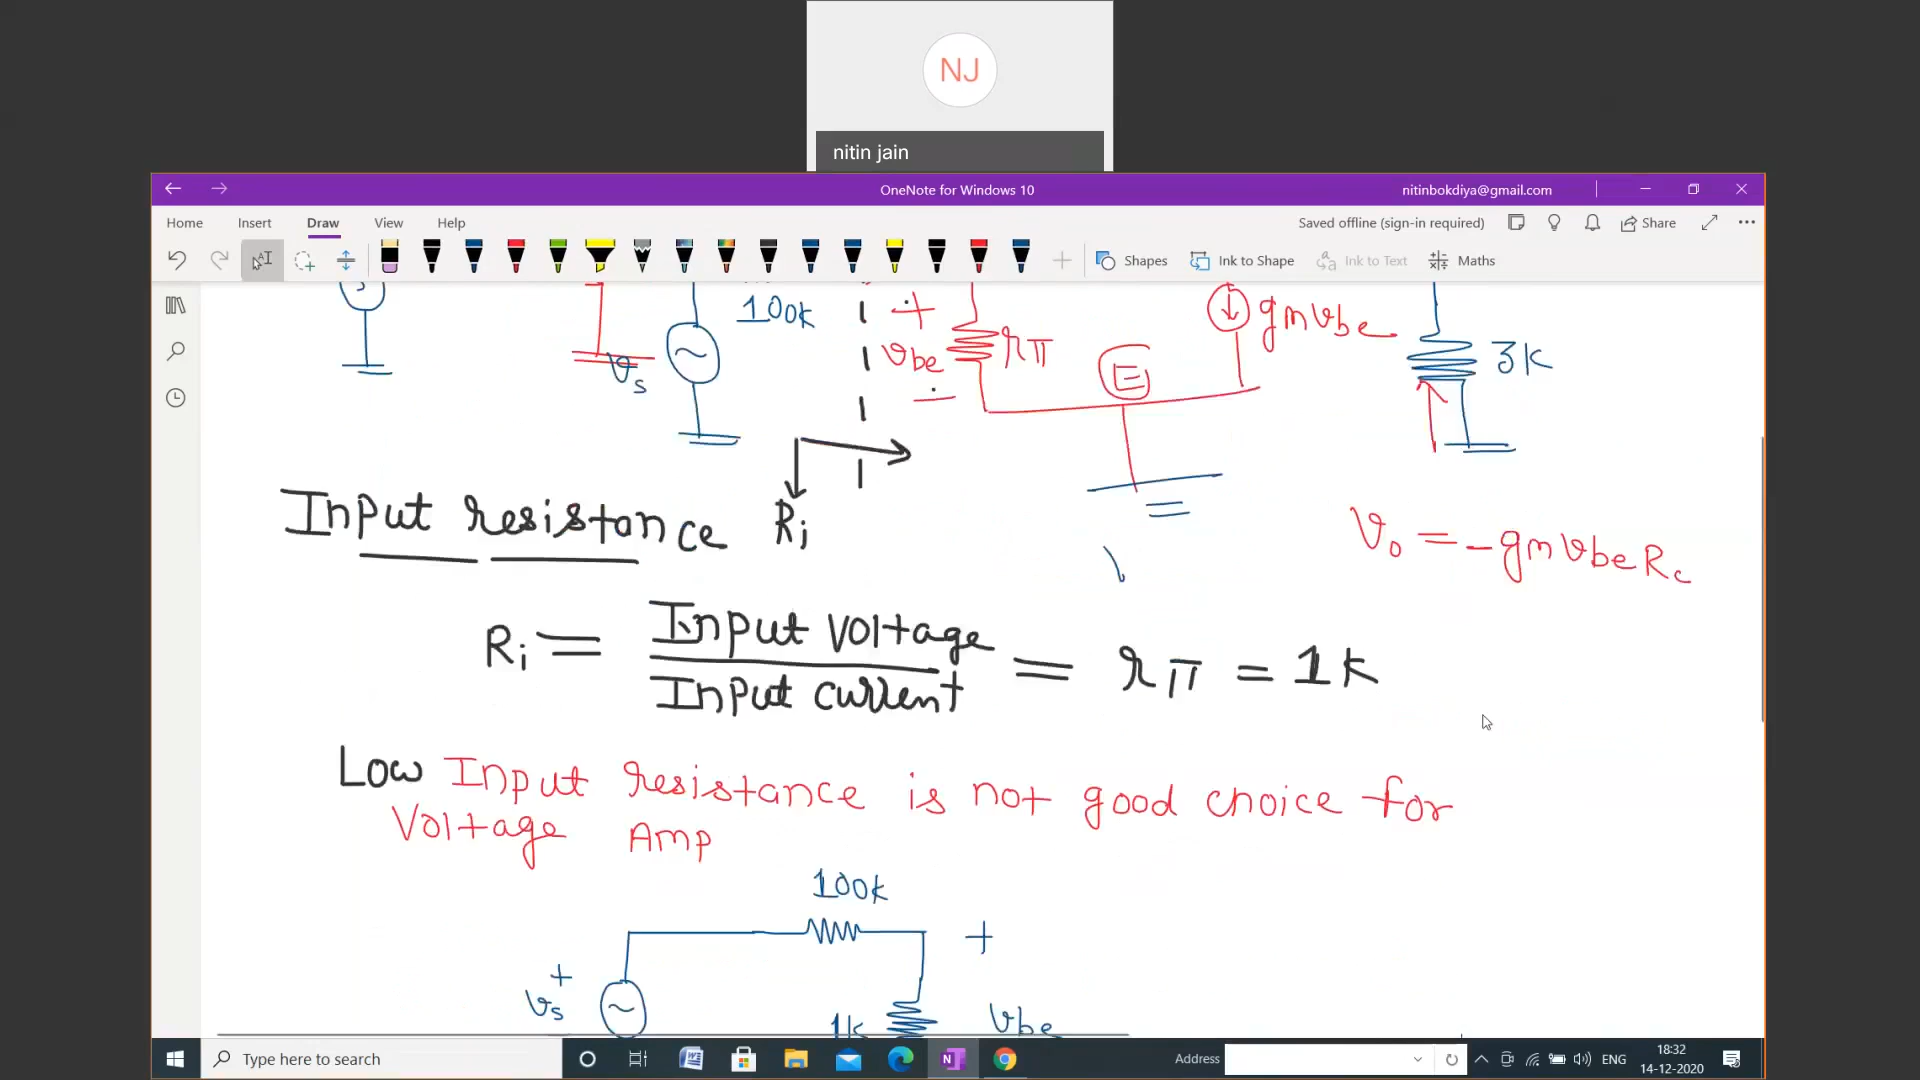 NJ
nitin jain
OneNote for Windows 10
nitinbokdiya@gmail.com
Home Insert Draw View Help
Saved offline (sign-in required)
Share
Shapes Ink to Shape Ink to Text Maths
100k
+
vbe
rπ
E
gmvbe
3k
vs
Input resistance Ri
vo = -gmvbeRc
Ri = Input voltage / Input current = rπ = 1k
Low Input resistance is not good choice for
Voltage Amp
100k
+
+
vs
1k
vbe
Type here to search
Address
ENG
18:32
14-12-2020